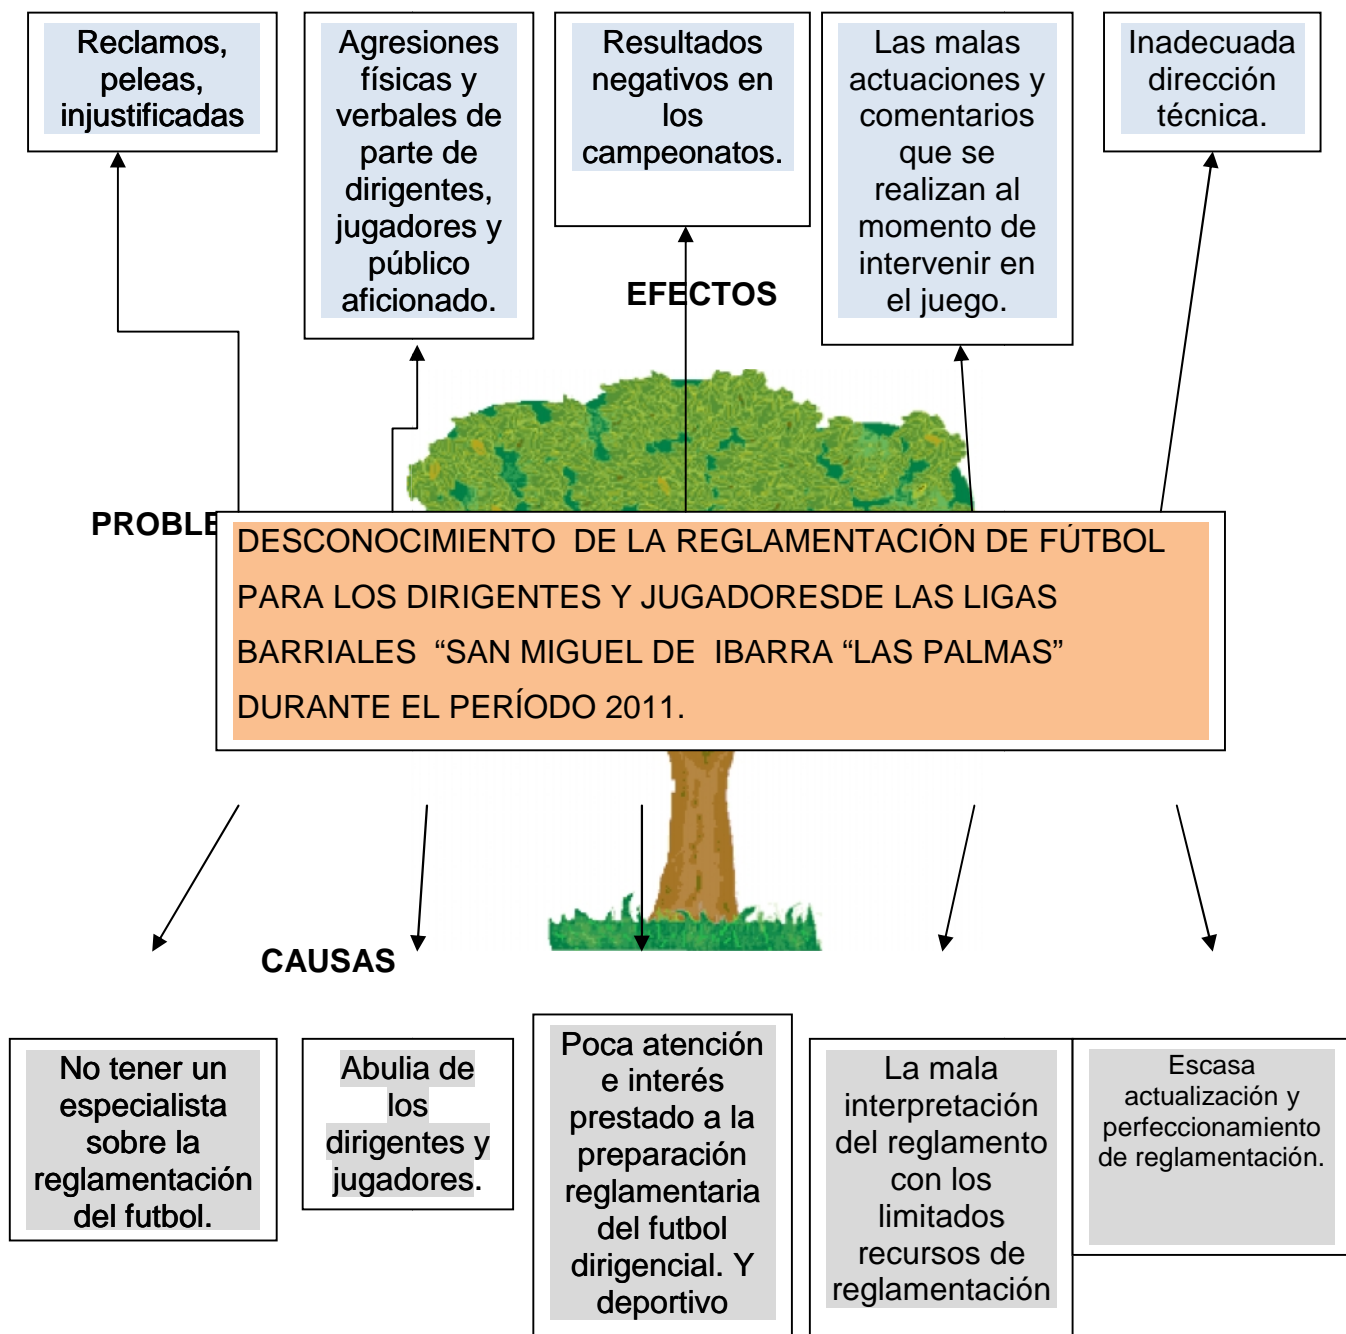 Reclamos,
peleas,
injustificadas
Agresiones
físicas y
verbales de
parte de
dirigentes,
jugadores y
público
aficionado.
Resultados
negativos en
los
campeonatos.
Las malas
actuaciones y
comentarios
que se
realizan al
momento de
intervenir en
el juego.
Inadecuada
dirección
técnica.
EFECTOS
PROBLE
DESCONOCIMIENTO DE LA REGLAMENTACIÓN DE FÚTBOL
PARA LOS DIRIGENTES Y JUGADORESDE LAS LIGAS
BARRIALES “SAN MIGUEL DE IBARRA “LAS PALMAS”
DURANTE EL PERÍODO 2011.
CAUSAS
No tener un
especialista
sobre la
reglamentación
del futbol.
Abulia de
los
dirigentes y
jugadores.
Poca atención
e interés
prestado a la
preparación
reglamentaria
del futbol
dirigencial. Y
deportivo
La mala
interpretación
del reglamento
con los
limitados
recursos de
reglamentación
Escasa
actualización y
perfeccionamiento
de reglamentación.